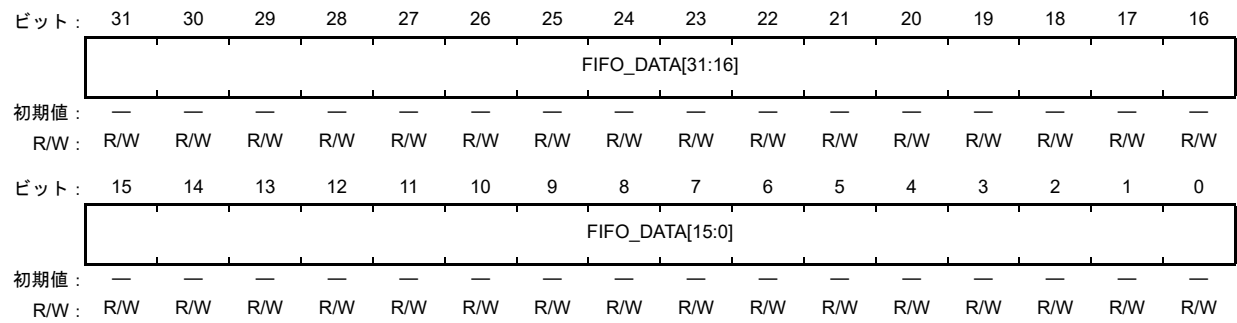 ビット： 31 30 29 28 27 26 25 24 23 22 21 20 19 18 17 16
FIFO_DATA[31:16]
初期値： — — — — — — — — — — — — — — — —
R/W： R/W R/W R/W R/W R/W R/W R/W R/W R/W R/W R/W R/W R/W R/W R/W R/W
ビット： 15 14 13 12 11 10 9 8 7 6 5 4 3 2 1 0
FIFO_DATA[15:0]
初期値： — — — — — — — — — — — — — — — —
R/W： R/W R/W R/W R/W R/W R/W R/W R/W R/W R/W R/W R/W R/W R/W R/W R/W